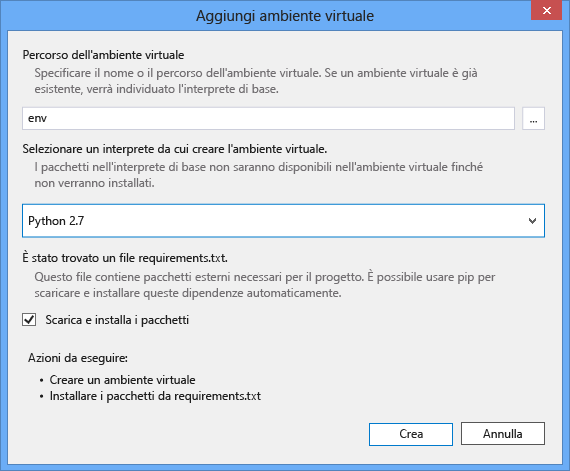 Aggiungi ambiente virtuale
Percorso dell'ambiente virtuale
Specificare il nome o il percorso dell'ambiente virtuale. Se un ambiente virtuale è già
esistente, verrà individuato l'interprete di base.
env
...
Selezionare un interprete da cui creare l'ambiente virtuale.
I pacchetti nell'interprete di base non saranno disponibili nell'ambiente virtuale finché
non verranno installati.
Python 2.7
È stato trovato un file requirements.txt.
Questo file contiene pacchetti esterni necessari per il progetto. È possibile usare pip per
scaricare e installare queste dipendenze automaticamente.
Scarica e installa i pacchetti
Azioni da eseguire:
• Creare un ambiente virtuale
• Installare i pacchetti da requirements.txt
Crea
Annulla